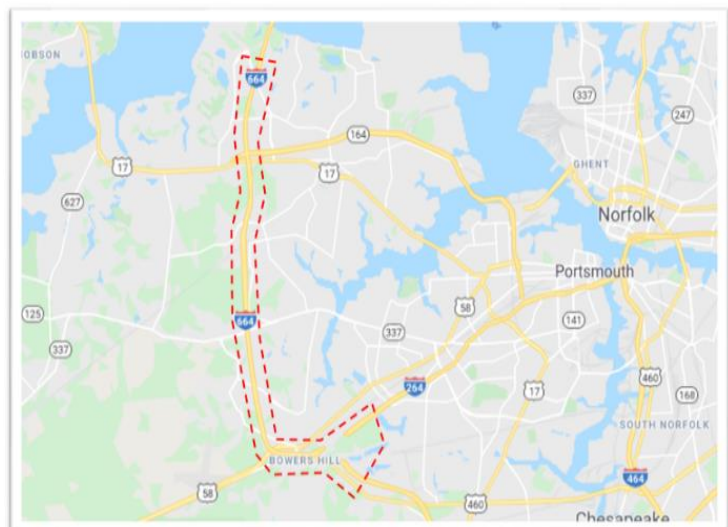 OBSON
664
164
337
247
17
17
GHENT
627
Norfolk
Portsmouth
125
664
58
337
141
337
264
17
460
168
SOUTH NORFOLK
BOWERS HILL
58
460
464
Chesapeake